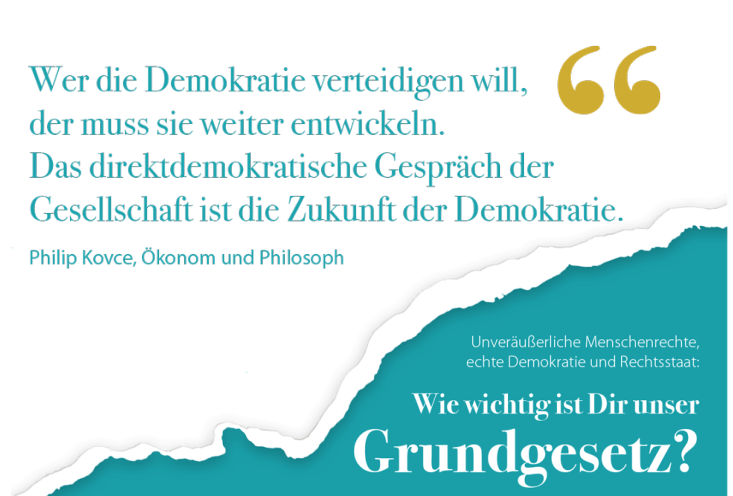 “
Wer die Demokratie verteidigen will,
der muss sie weiter entwickeln.
Das direktdemokratische Gespräch der
Gesellschaft ist die Zukunft der Demokratie.
Philip Kovce, Ökonom und Philosoph
Unveräußerliche Menschenrechte,
echte Demokratie und Rechtsstaat:
Wie wichtig ist Dir unser
Grundgesetz?